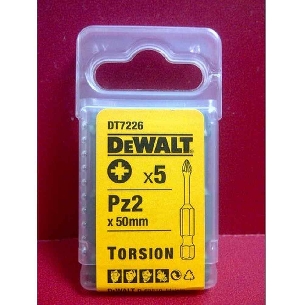 DT7226
DEWALT
x5
Pz2
x 50mm
TORSION